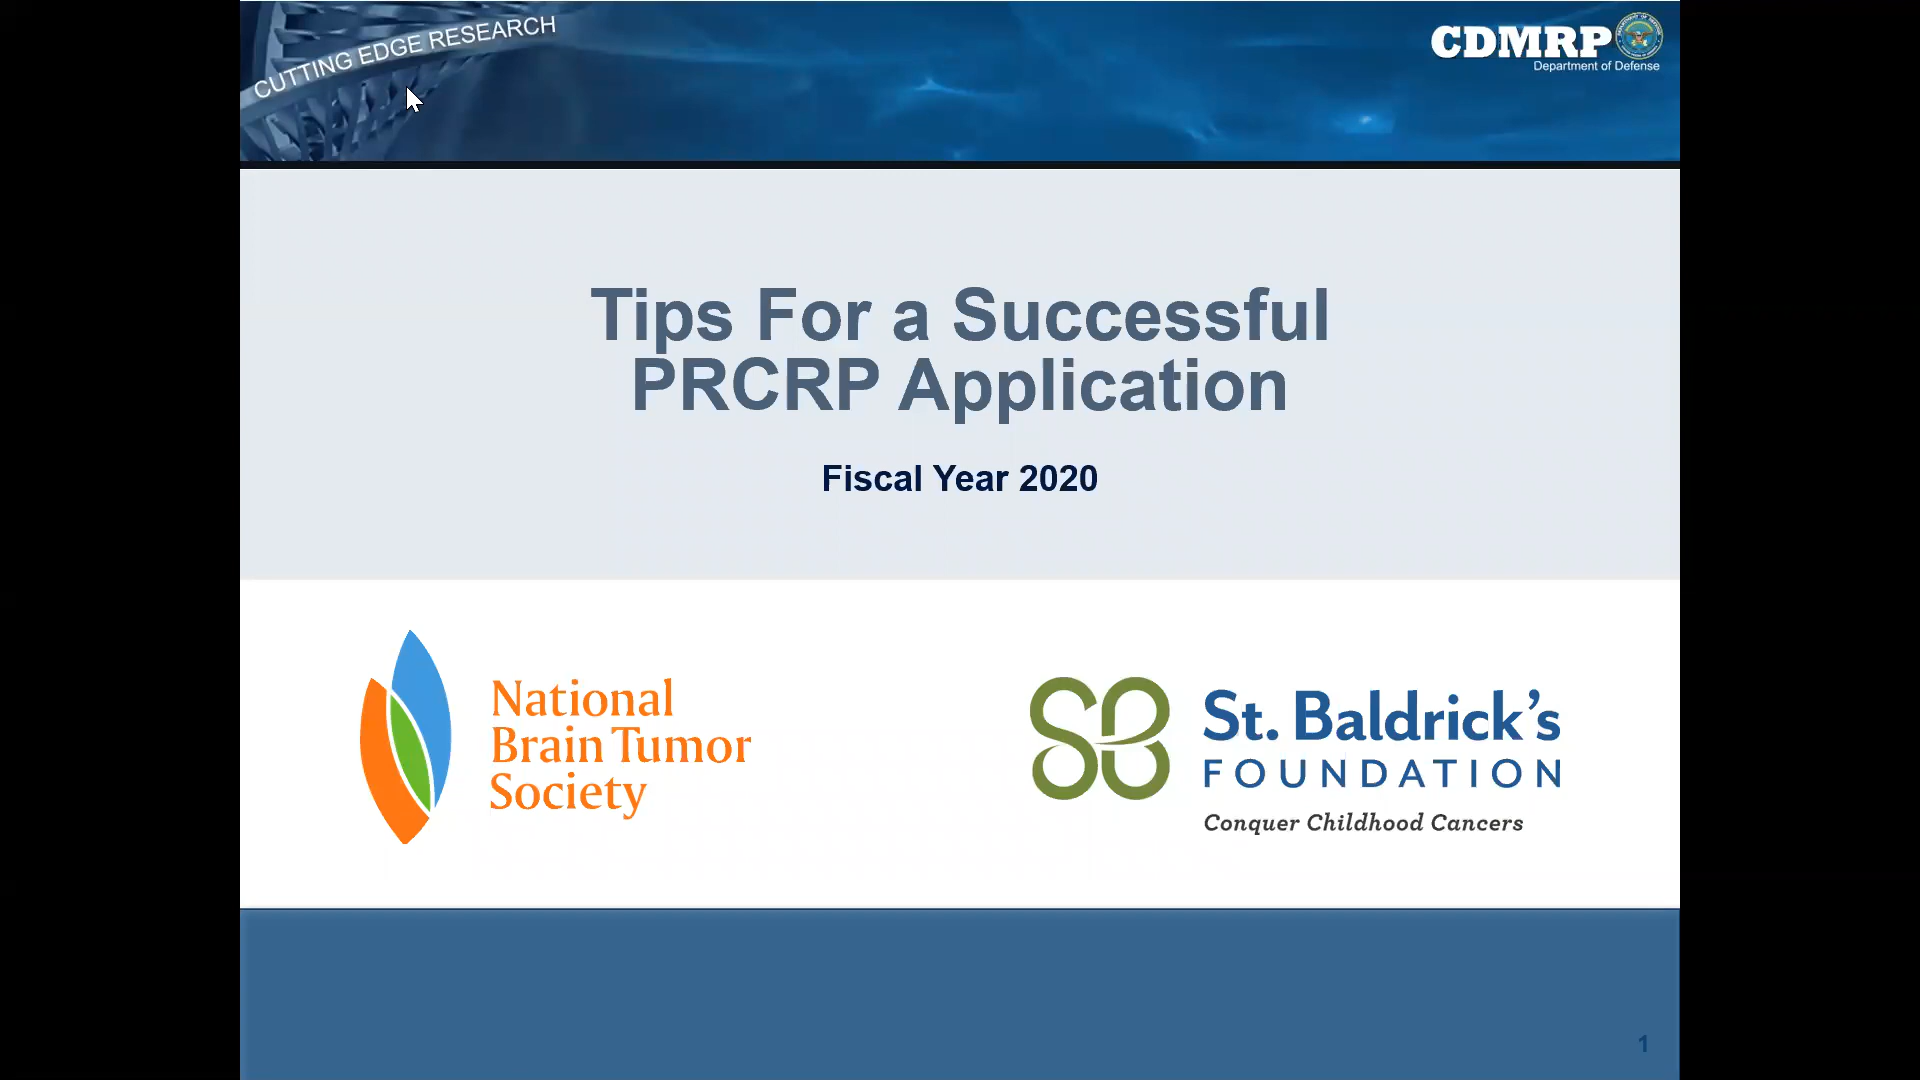 CUTTING EDGE RESEARCH
CDMRP
Department of Defense
Tips For a Successful
PRCRP Application
Fiscal Year 2020
National
Brain Tumor
Society
St. Baldrick's
FOUNDATION
Conquer Childhood Cancers
1